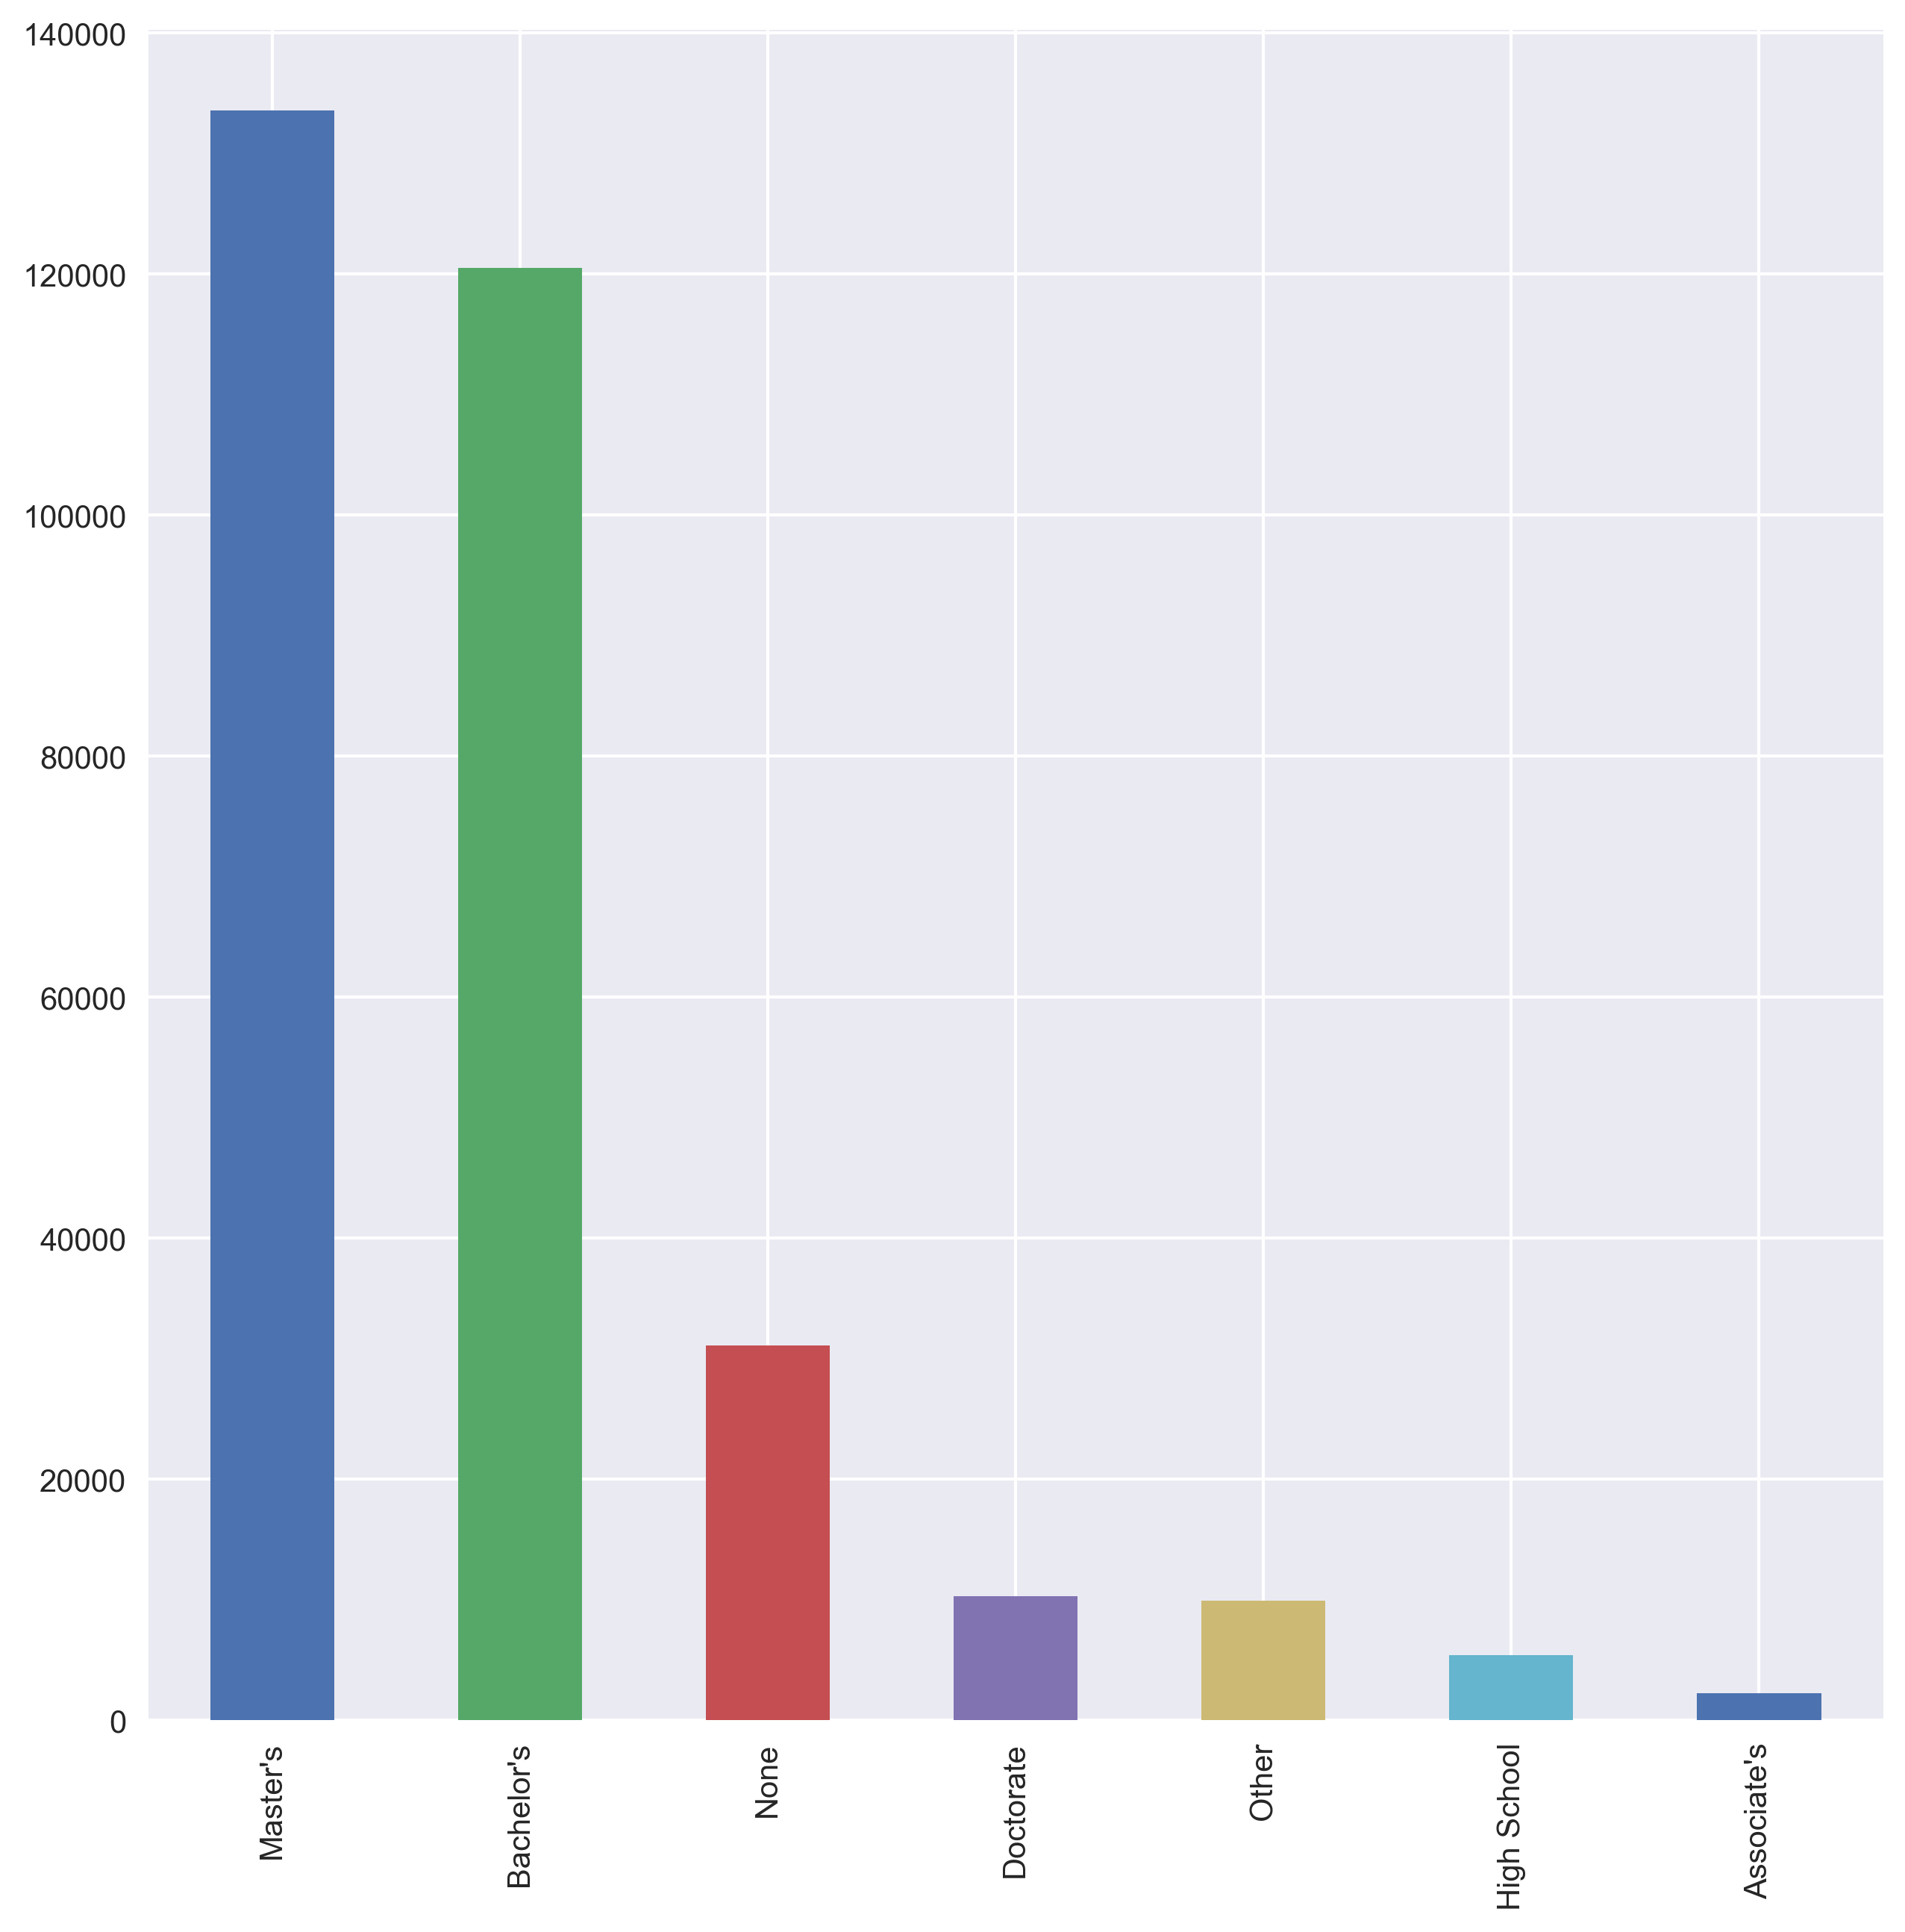 140000
120000
100000
80000
60000
40000
20000
0
Master's
Bachelor's
None
Doctorate
Other
High School
Associate's